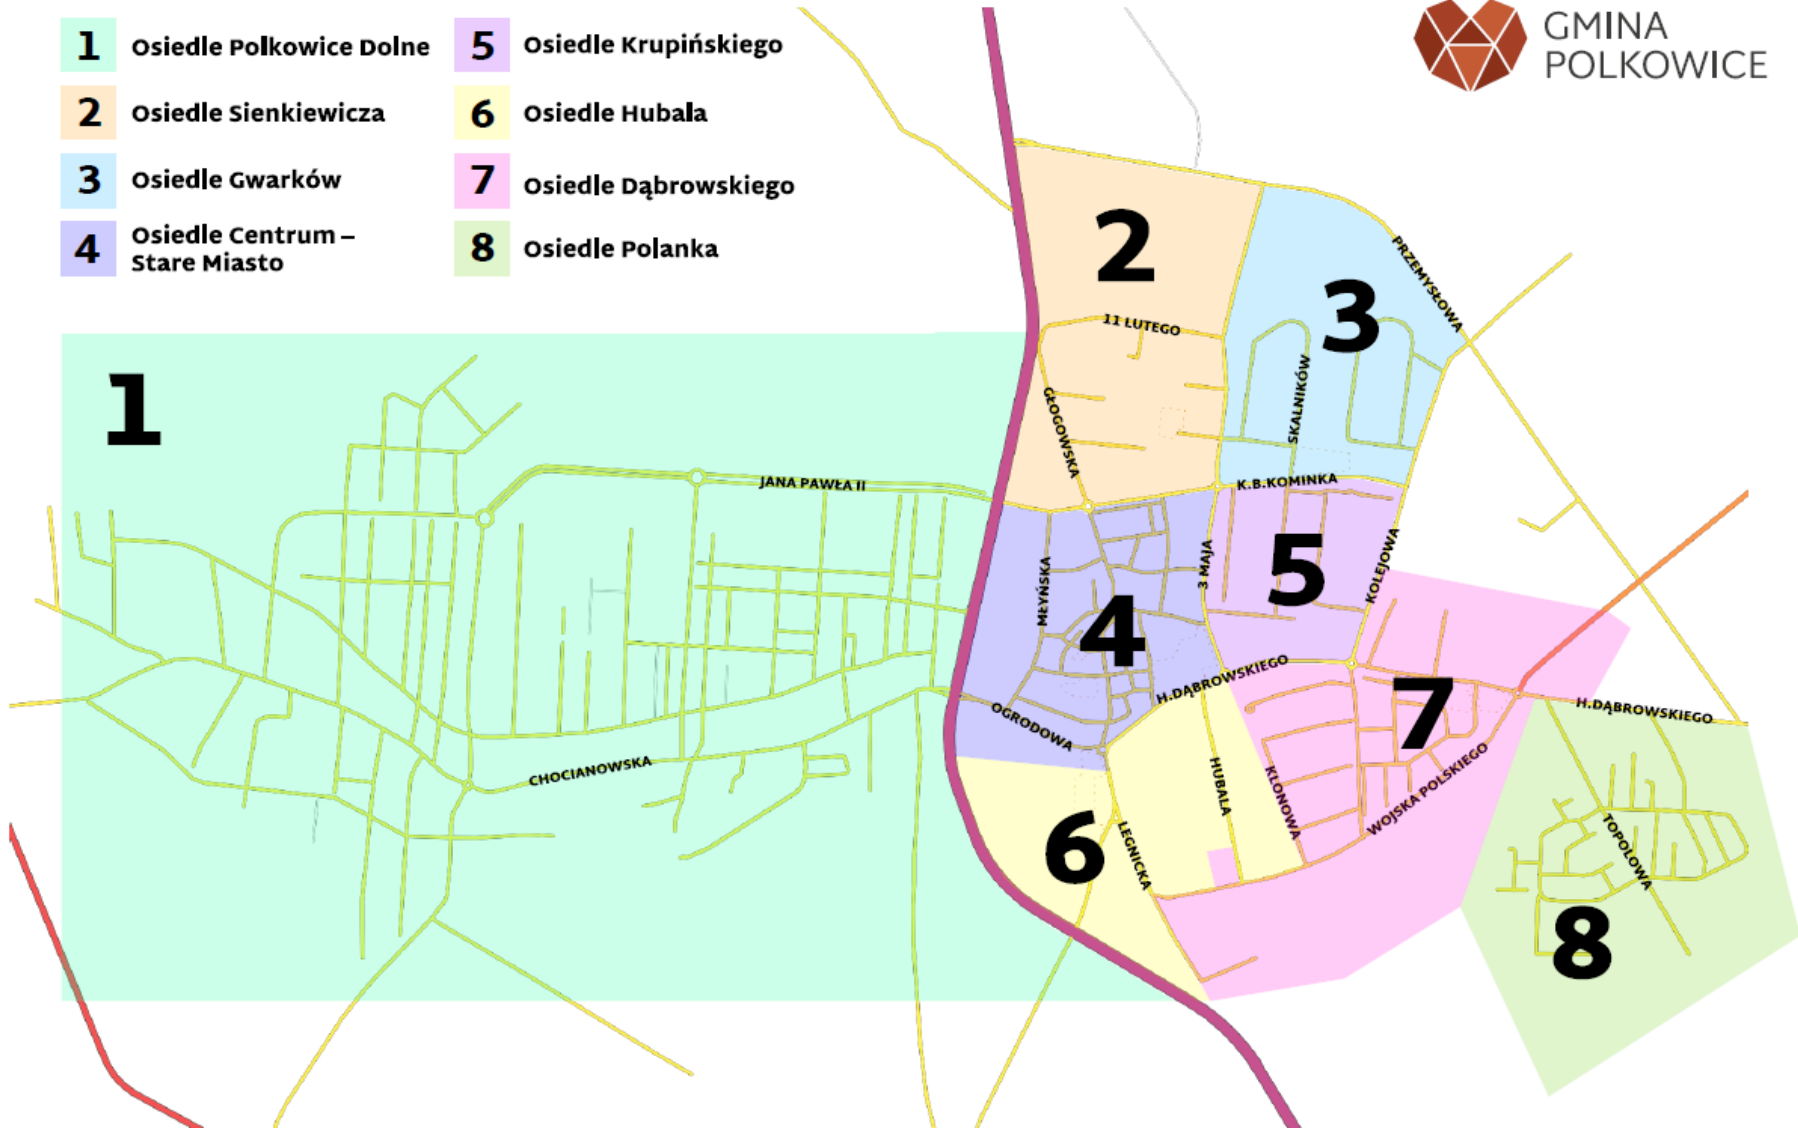 1 Osiedle Polkowice Dolne
2 Osiedle Sienkiewicza
3 Osiedle Gwarków
4 Osiedle Centrum –
Stare Miasto
5 Osiedle Krupińskiego
6 Osiedle Hubala
7 Osiedle Dąbrowskiego
8 Osiedle Polanka
GMINA
POLKOWICE
2
3
PRZEMYSŁOWA
11 LUTEGO
1
GŁOGOWSKA
SKALNIKÓW
JANA PAWŁA II
K.B.KOMINKA
MŁYŃSKA
3 MAJA
5
KOLEJOWA
4
H.DĄBROWSKIEGO
7
H.DĄBROWSKIEGO
OGRODOWA
CHOCIANOWSKA
HUBALA
KLONOWA
WOJSKA POLSKIEGO
6
LEGNICKA
TOPOLOWA
8